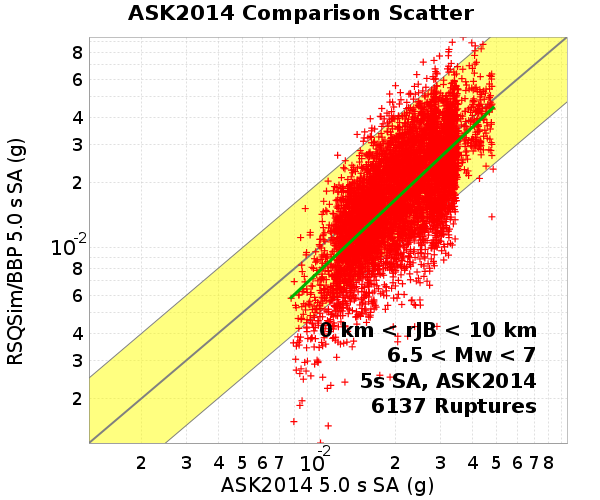 ASK2014 Comparison Scatter
RSQSim/BBP 5.0 s SA (g)
8
6
4
3
2
10-2
8
6
4
3
2
0 km < rJB < 10 km
6.5 < Mw < 7
5s SA, ASK2014
6137 Ruptures
2 3 4 5 6 7 10-2 2 3 4 5 6 7 8
ASK2014 5.0 s SA (g)